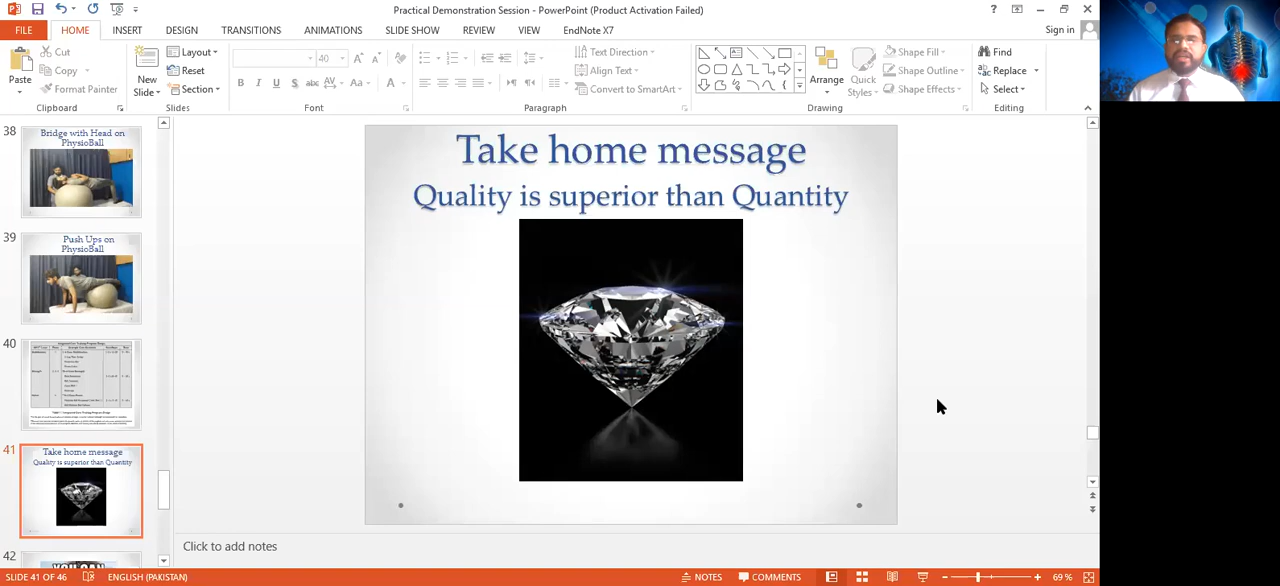 Practical Demonstration Session - PowerPoint (Product Activation Failed)
FILE HOME INSERT DESIGN TRANSITIONS ANIMATIONS SLIDE SHOW REVIEW VIEW EndNote X7 Sign in
Paste
Cut
Copy
Format Painter
Clipboard
New Slide
Layout
Reset
Section
Slides
40
B I U S abc AV Aa A
Font
Text Direction
Align Text
Convert to SmartArt
Paragraph
Arrange
Quick Styles
Shape Fill
Shape Outline
Shape Effects
Drawing
Find
Replace
Select
Editing
38
Bridge with Head on
PhysioBall
39
Push Ups on
PhysioBall
40
41
Take home message
Quality is superior than Quantity
42
Take home message
Quality is superior than Quantity
Click to add notes
SLIDE 41 OF 46 ENGLISH (PAKISTAN) NOTES COMMENTS 69 %